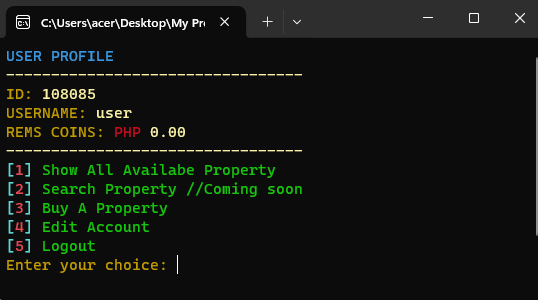 C:\Users\acer\Desktop\My Pr
USER PROFILE
---------------------------------
ID: 108085
USERNAME: user
REMS COINS: PHP 0.00
---------------------------------
[1] Show All Availabe Property
[2] Search Property //Coming soon
[3] Buy A Property
[4] Edit Account
[5] Logout
Enter your choice: